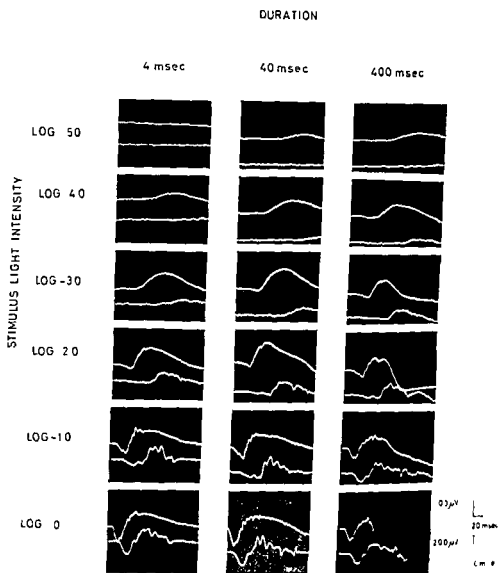 DURATION
4 msec 40 msec 400 msec
STIMULUS LIGHT INTENSITY
LOG 50
LOG 40
LOG-30
LOG 20
LOG-10
LOG 0
20 msec
200µV